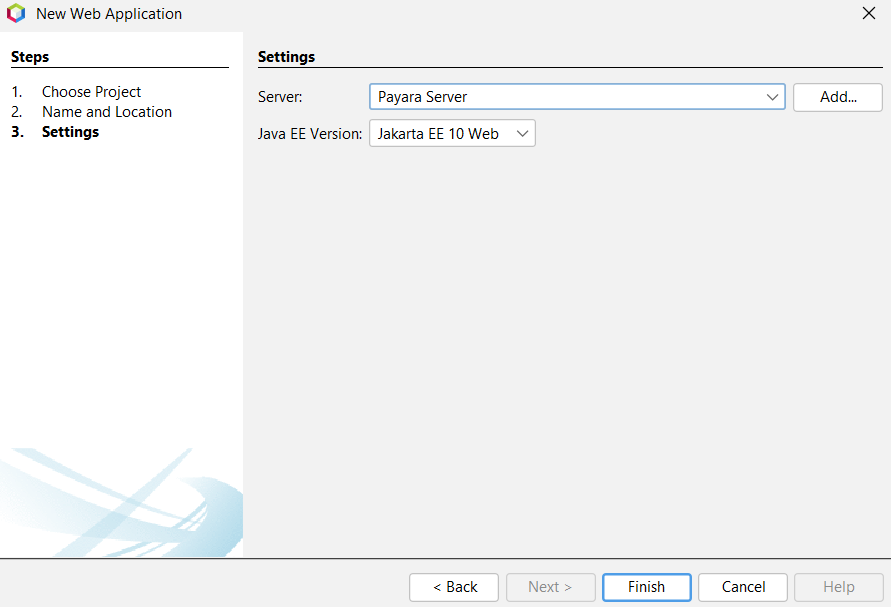 New Web Application
Steps
1. Choose Project
2. Name and Location
3. Settings
Settings
Server: Payara Server Add...
Java EE Version: Jakarta EE 10 Web
< Back Next > Finish Cancel Help